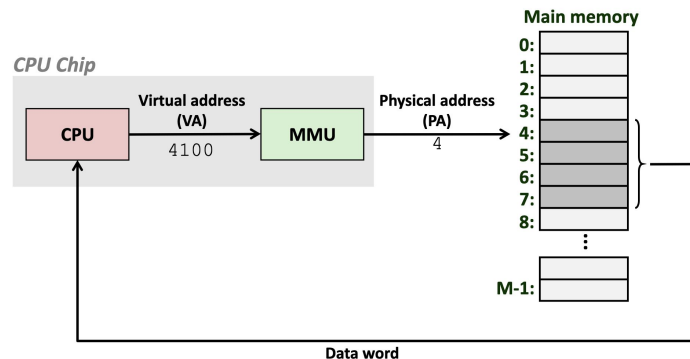 Main memory
0:
1:
2:
3:
4:
5:
6:
7:
8:
M-1:
CPU Chip
Virtual address
(VA)
4100
CPU
MMU
Physical address
(PA)
4
Data word